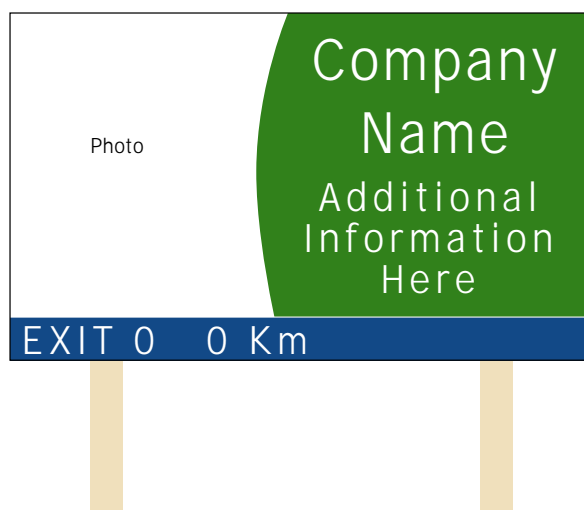 Photo
Company
Name
Additional
Information
Here
EXIT 0 0 Km